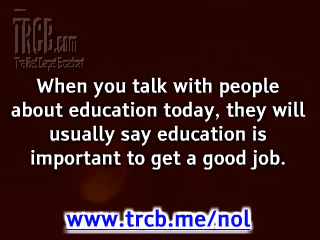 TRCB.com
When you talk with people
about education today, they will
usually say education is
important to get a good job.
www.trcb.me/nol